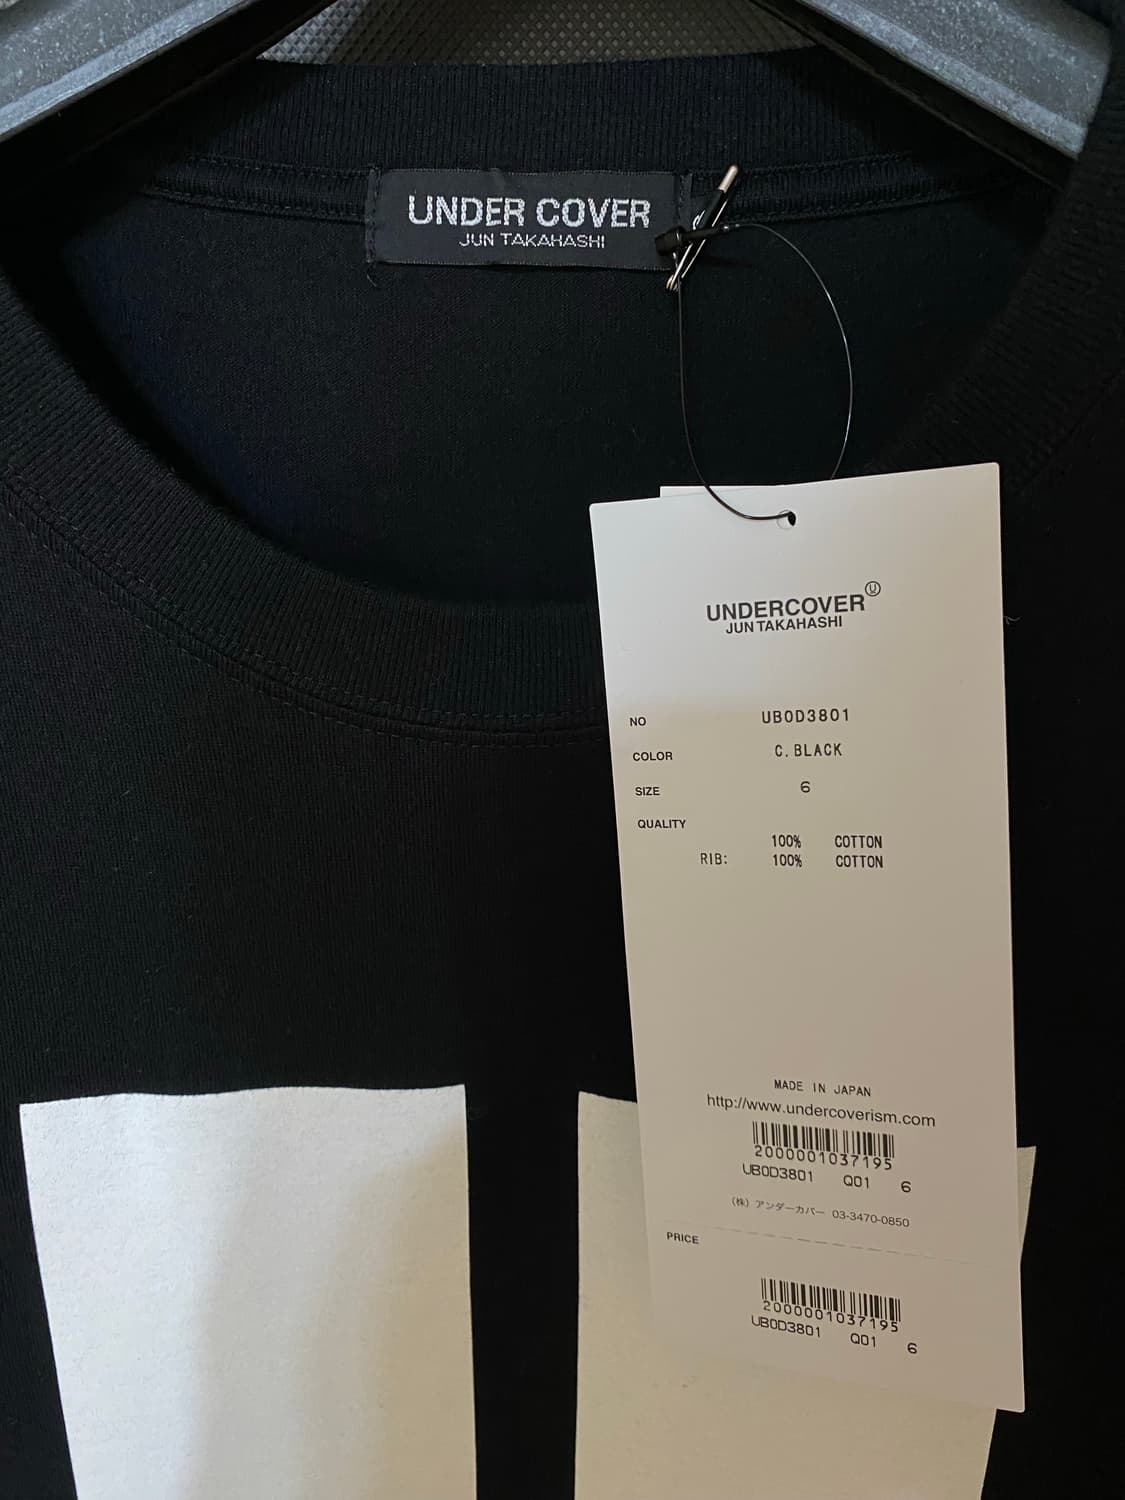 UNDER COVER
JUN TAKAHASHI
UNDERCOVER Ⓤ
JUN TAKAHASHI
NO UB0D3801
COLOR C.BLACK
SIZE 6
QUALITY
100% COTTON
RIB: 100% COTTON
MADE IN JAPAN
http://www.undercoverism.com
2000001037195
UB0D3801 Q01 6
(株) アンダーカバー 03-3470-0850
PRICE
2000001037195
UB0D3801 Q01 6